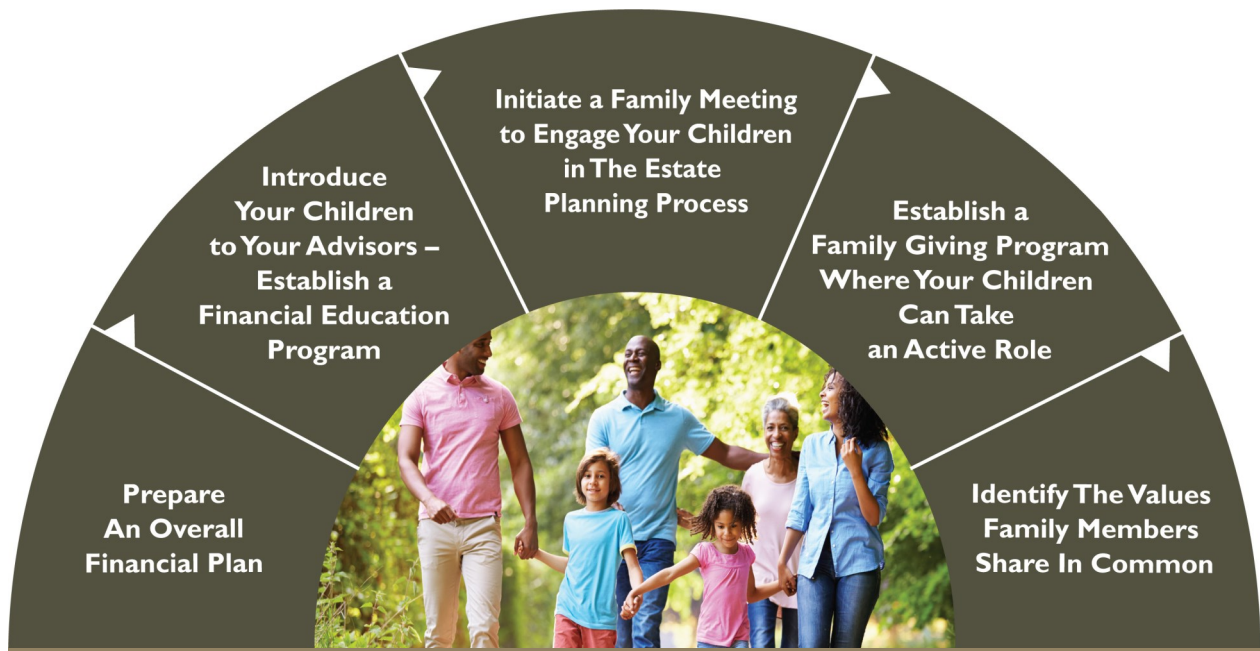 Prepare
An Overall
Financial Plan
Introduce
Your Children
to Your Advisors –
Establish a
Financial Education
Program
Initiate a Family Meeting
to Engage Your Children
in The Estate
Planning Process
Establish a
Family Giving Program
Where Your Children
Can Take
an Active Role
Identify The Values
Family Members
Share In Common